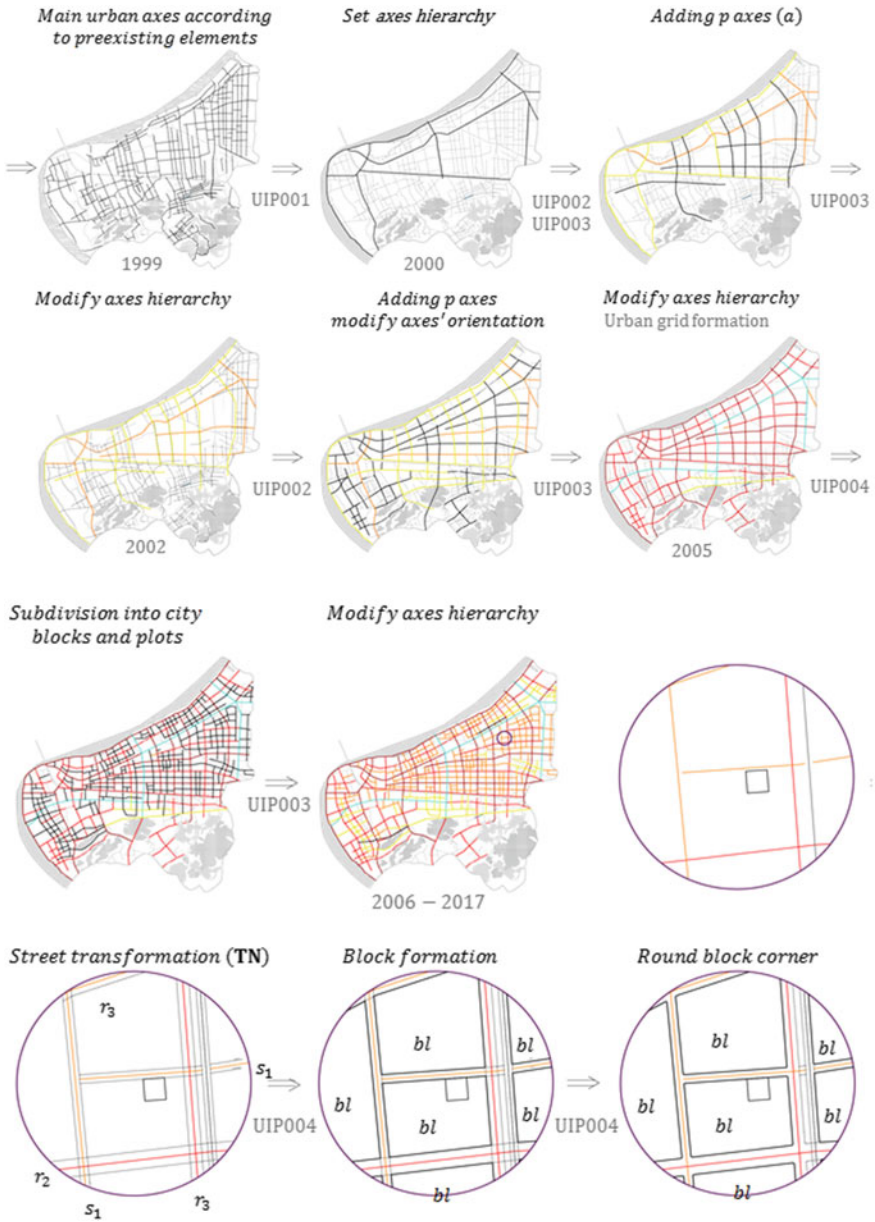 Main urban axes according
to preexisting elements
Set axes hierarchy
Adding p axes (a)
UIP001
UIP002
UIP003
UIP003
1999
2000
Modify axes hierarchy
Adding p axes
modify axes' orientation
Modify axes hierarchy
Urban grid formation
UIP002
UIP003
UIP004
2002
2005
Subdivision into city
blocks and plots
Modify axes hierarchy
UIP003
2006 – 2017
Street transformation (TN)
Block formation
Round block corner
r3
s1
r2
s1
r3
UIP004
bl
bl
bl
bl
bl
bl
UIP004
bl
bl
bl
bl
bl
bl